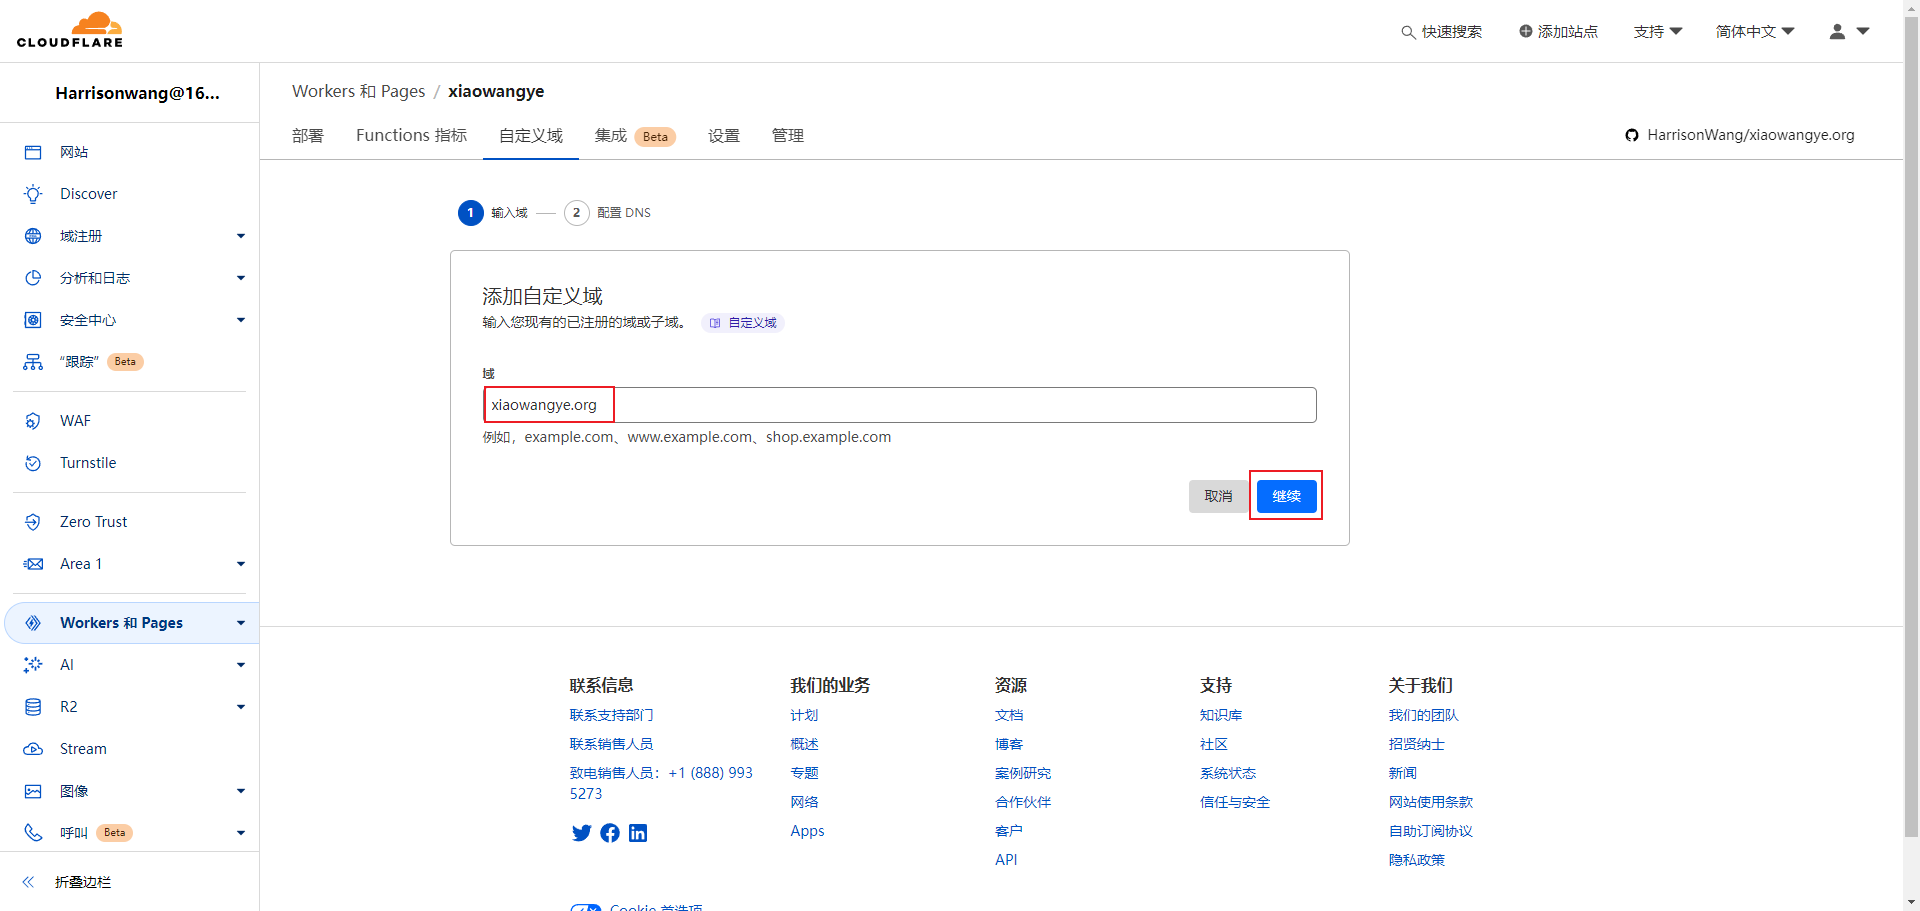 CLOUDFLARE
快速搜索
添加站点
支持
简体中文
Harrisonwang@16...
网站
Discover
域注册
分析和日志
安全中心
“跟踪” Beta
WAF
Turnstile
Zero Trust
Area 1
Workers 和 Pages
AI
R2
Stream
图像
呼叫 Beta
折叠边栏
Workers 和 Pages / xiaowangye
部署
Functions 指标
自定义域
集成 Beta
设置
管理
HarrisonWang/xiaowangye.org
1 输入域
2 配置 DNS
添加自定义域
输入您现有的已注册的域或子域。 自定义域
域
xiaowangye.org
例如，example.com、www.example.com、shop.example.com
取消
继续
联系信息
联系支持部门
联系销售人员
致电销售人员：+1 (888) 993
5273
我们的业务
计划
概述
专题
网络
Apps
资源
文档
博客
案例研究
合作伙伴
客户
API
支持
知识库
社区
系统状态
信任与安全
关于我们
我们的团队
招贤纳士
新闻
网站使用条款
自助订阅协议
隐私政策
Cookie 首选项